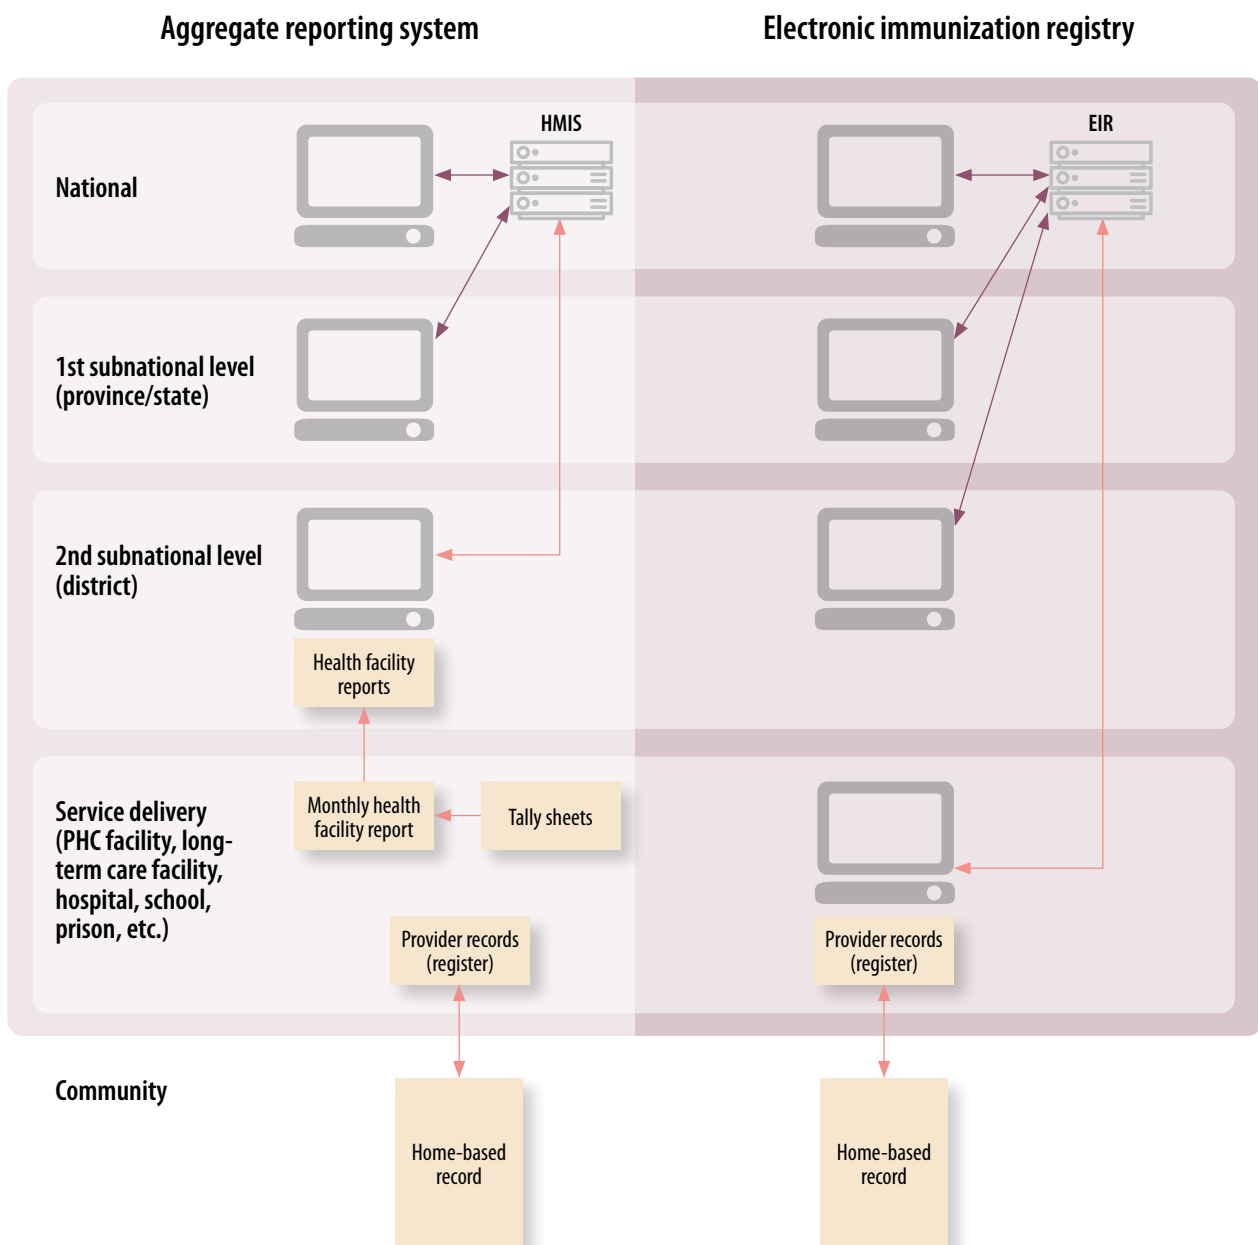 Aggregate reporting system
Electronic immunization registry
HMIS
EIR
National
1st subnational level
(province/state)
2nd subnational level
(district)
Health facility
reports
Service delivery
(PHC facility, long-
term care facility,
hospital, school,
prison, etc.)
Monthly health
facility report
Tally sheets
Provider records
(register)
Provider records
(register)
Community
Home-based
record
Home-based
record